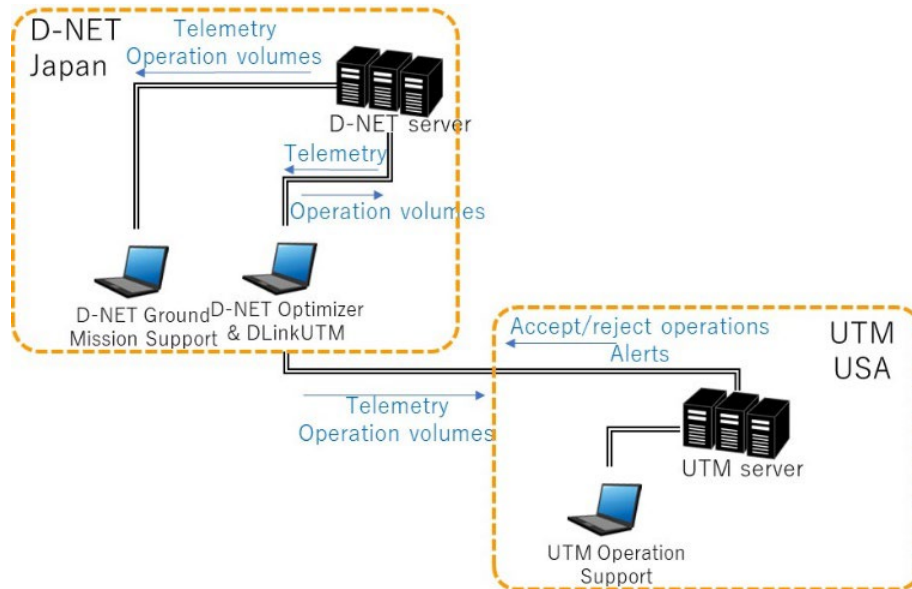 D-NET
Japan
Telemetry
Operation volumes
D-NET server
Telemetry
Operation volumes
D-NET Ground
Mission Support
D-NET Optimizer
& DLinkUTM
Accept/reject operations
Alerts
UTM
USA
Telemetry
Operation volumes
UTM server
UTM Operation
Support